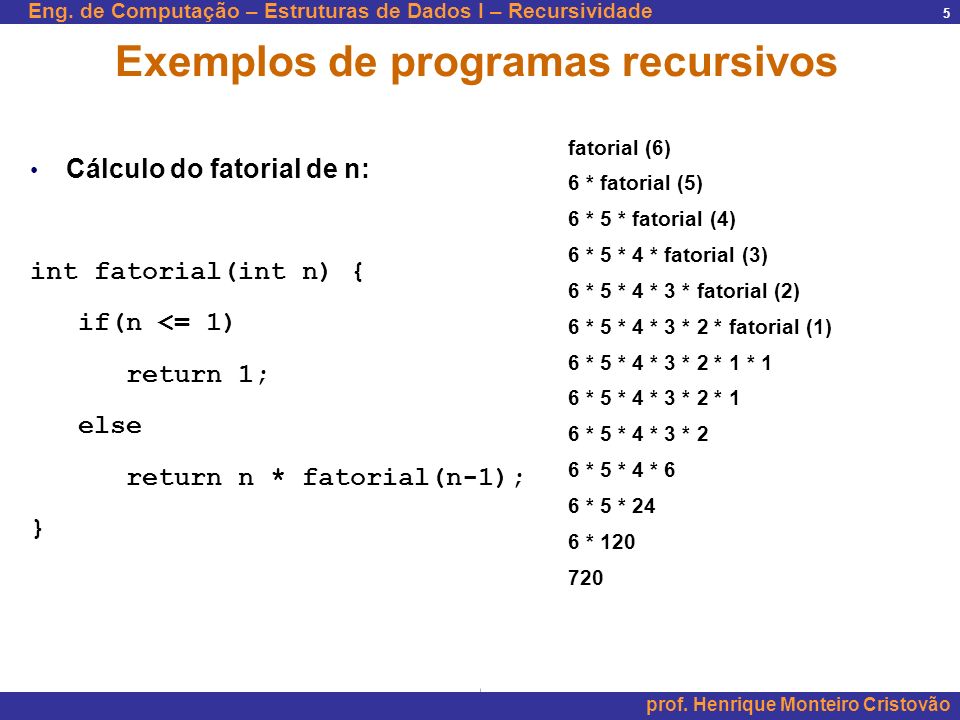 Eng. de Computação – Estruturas de Dados I – Recursividade 5
Exemplos de programas recursivos
• Cálculo do fatorial de n:
int fatorial(int n) {
if(n <= 1)
return 1;
else
return n * fatorial(n-1);
}
fatorial (6)
6 * fatorial (5)
6 * 5 * fatorial (4)
6 * 5 * 4 * fatorial (3)
6 * 5 * 4 * 3 * fatorial (2)
6 * 5 * 4 * 3 * 2 * fatorial (1)
6 * 5 * 4 * 3 * 2 * 1 * 1
6 * 5 * 4 * 3 * 2 * 1
6 * 5 * 4 * 3 * 2
6 * 5 * 4 * 6
6 * 5 * 24
6 * 120
720
prof. Henrique Monteiro Cristovão